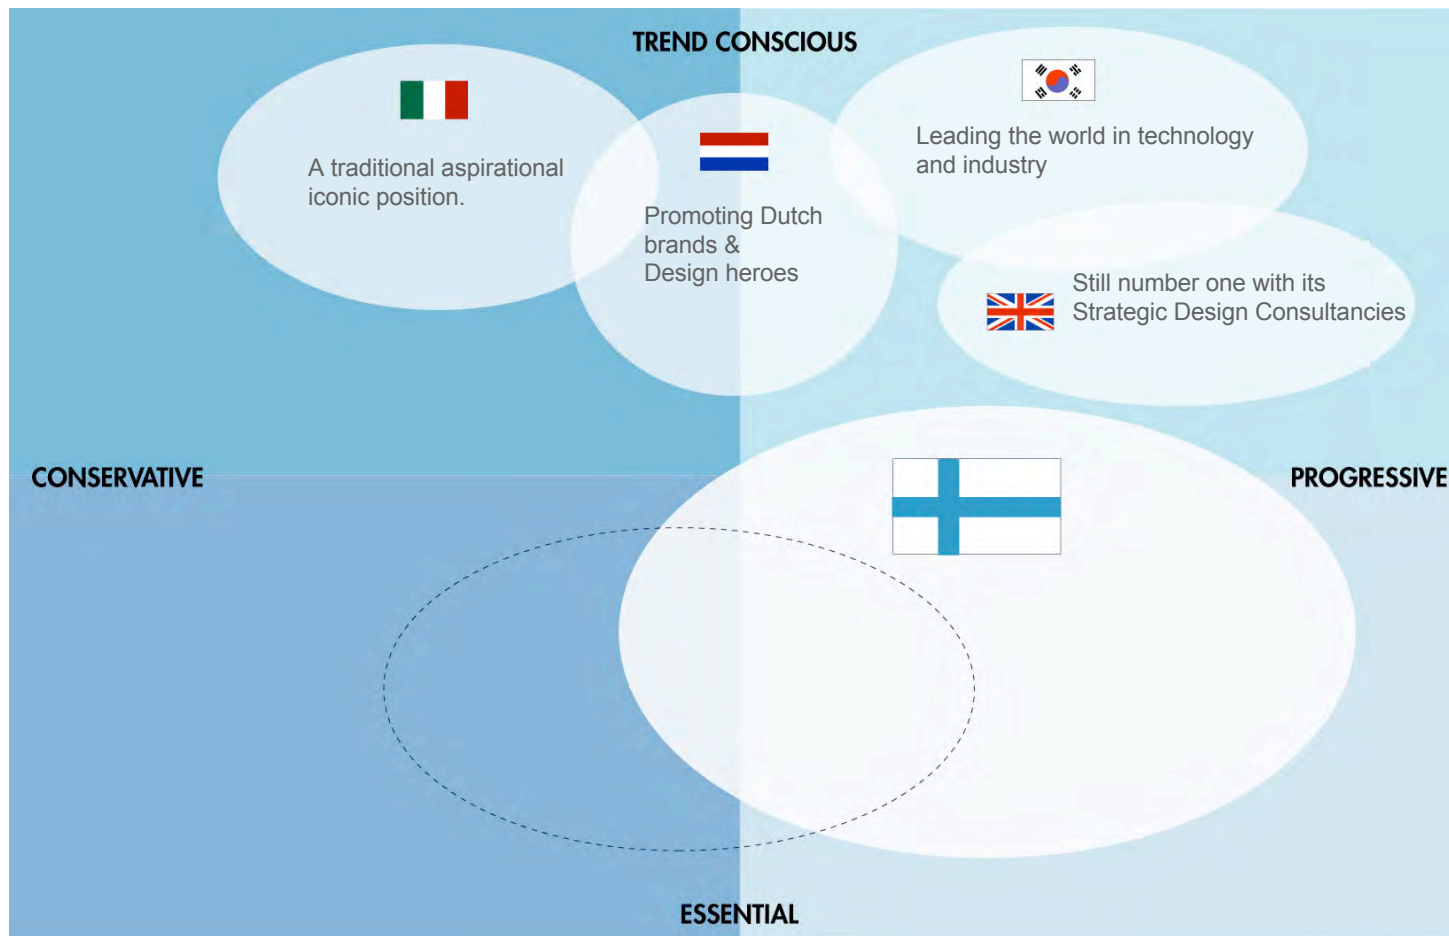 TREND CONSCIOUS
A traditional aspirational
iconic position.
Promoting Dutch
brands &
Design heroes
Leading the world in technology
and industry
Still number one with its
Strategic Design Consultancies
CONSERVATIVE
PROGRESSIVE
ESSENTIAL